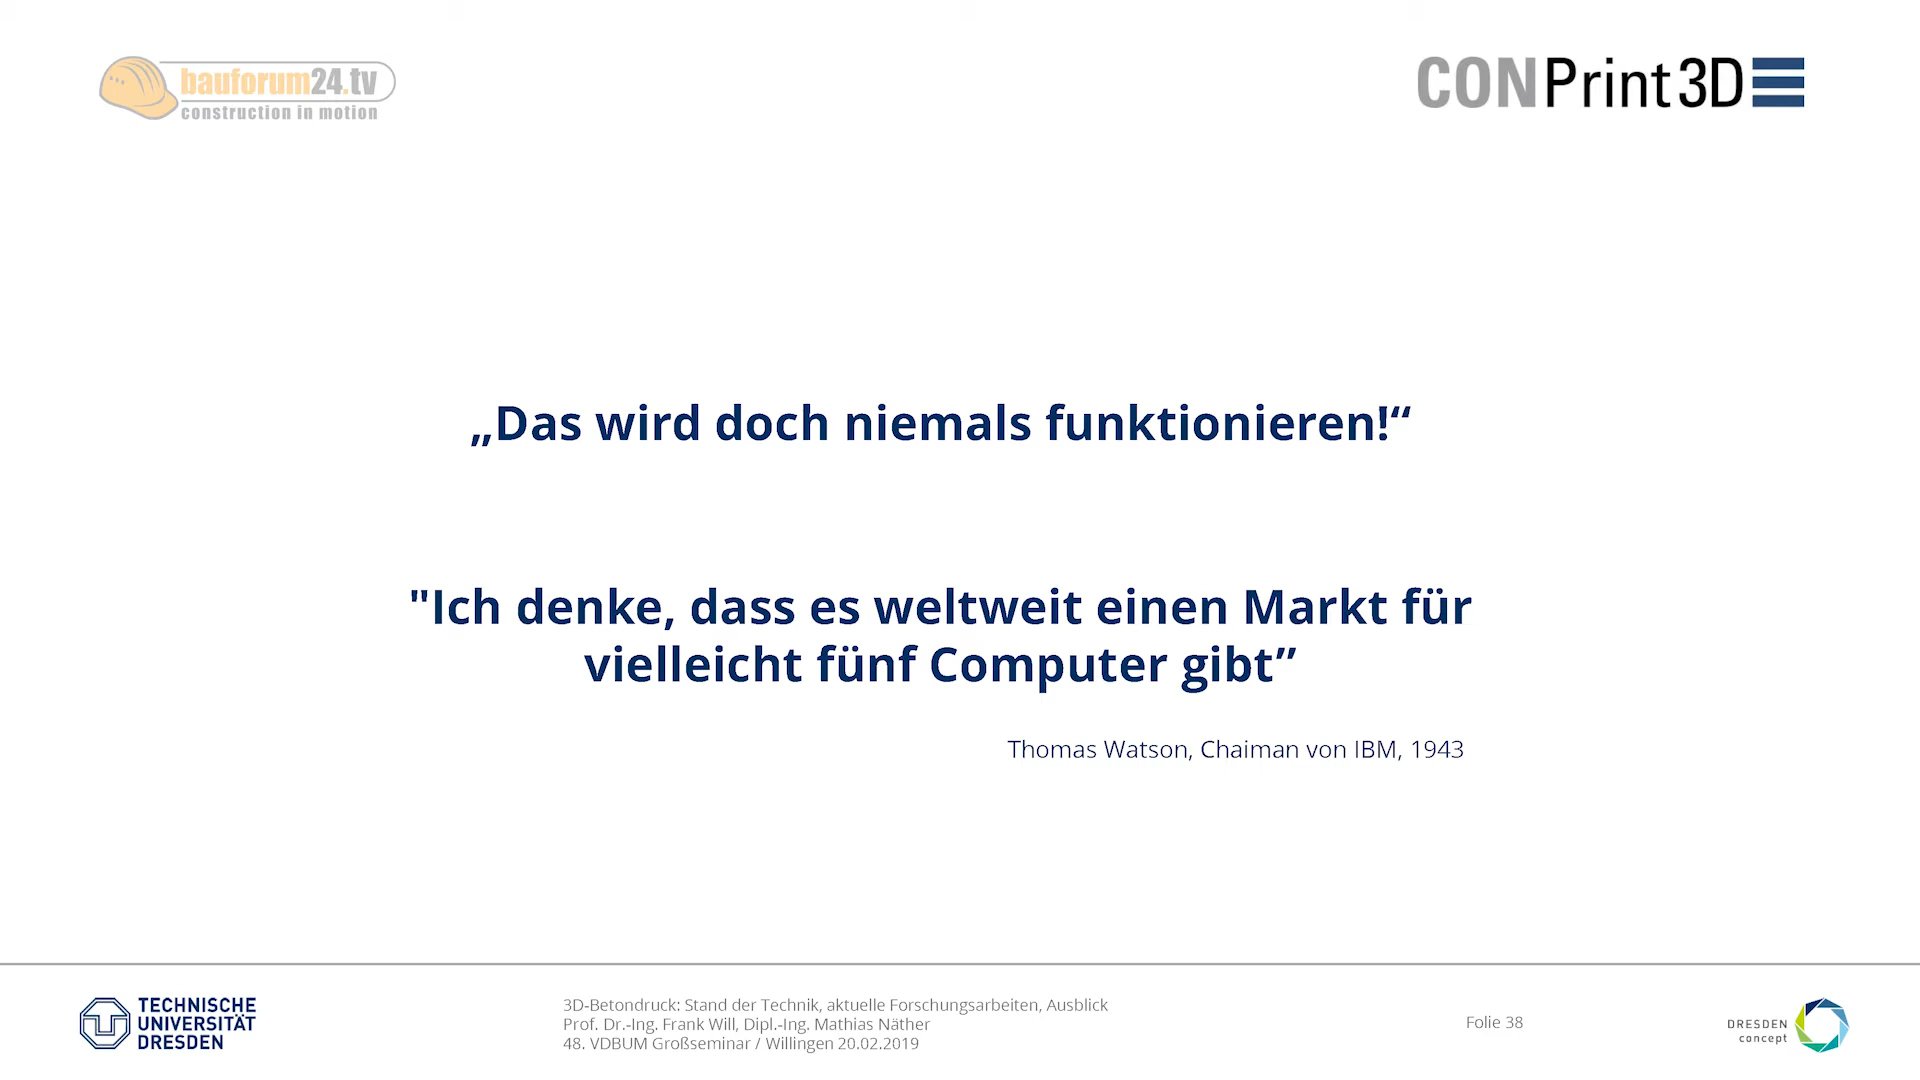 bauforum24.tv
construction in motion
CONPrint3D
„Das wird doch niemals funktionieren!“
"Ich denke, dass es weltweit einen Markt für
vielleicht fünf Computer gibt”
Thomas Watson, Chaiman von IBM, 1943
TECHNISCHE
UNIVERSITÄT
DRESDEN
3D-Betondruck: Stand der Technik, aktuelle Forschungsarbeiten, Ausblick
Prof. Dr.-Ing. Frank Will, Dipl.-Ing. Mathias Näther
48. VDBUM Großseminar / Willingen 20.02.2019
Folie 38
DRESDEN
concept